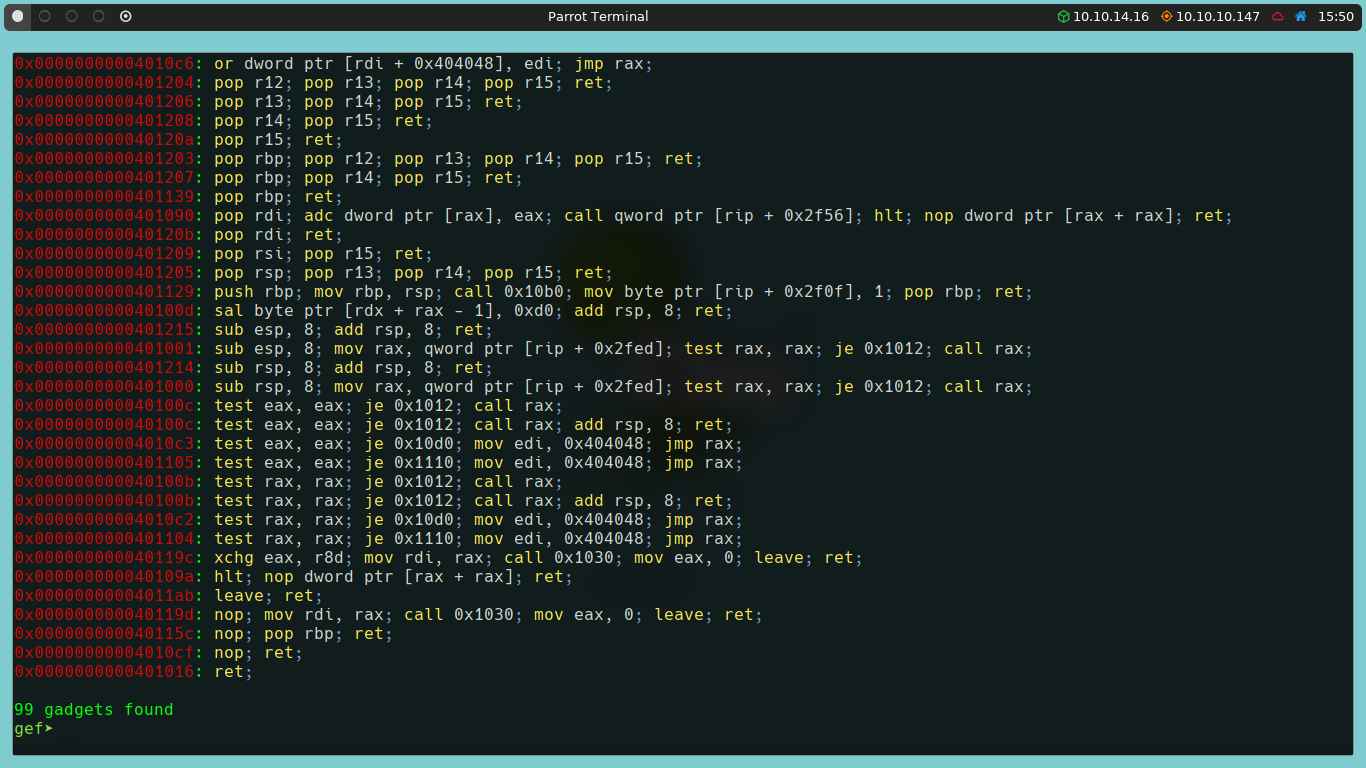 Parrot Terminal 10.10.14.16 10.10.10.147 15:50
0x00000000004010c6: or dword ptr [rdi + 0x404048], edi; jmp rax;
0x0000000000401204: pop r12; pop r13; pop r14; pop r15; ret;
0x0000000000401206: pop r13; pop r14; pop r15; ret;
0x0000000000401208: pop r14; pop r15; ret;
0x000000000040120a: pop r15; ret;
0x0000000000401203: pop rbp; pop r12; pop r13; pop r14; pop r15; ret;
0x0000000000401207: pop rbp; pop r14; pop r15; ret;
0x0000000000401139: pop rbp; ret;
0x0000000000401090: pop rdi; adc dword ptr [rax], eax; call qword ptr [rip + 0x2f56]; hlt; nop dword ptr [rax + rax]; ret;
0x000000000040120b: pop rdi; ret;
0x0000000000401209: pop rsi; pop r15; ret;
0x0000000000401205: pop rsp; pop r13; pop r14; pop r15; ret;
0x0000000000401129: push rbp; mov rbp, rsp; call 0x10b0; mov byte ptr [rip + 0x2f0f], 1; pop rbp; ret;
0x000000000040100d: sal byte ptr [rdx + rax - 1], 0xd0; add rsp, 8; ret;
0x0000000000401215: sub esp, 8; add rsp, 8; ret;
0x0000000000401001: sub esp, 8; mov rax, qword ptr [rip + 0x2fed]; test rax, rax; je 0x1012; call rax;
0x0000000000401214: sub rsp, 8; add rsp, 8; ret;
0x0000000000401000: sub rsp, 8; mov rax, qword ptr [rip + 0x2fed]; test rax, rax; je 0x1012; call rax;
0x000000000040100c: test eax, eax; je 0x1012; call rax;
0x000000000040100c: test eax, eax; je 0x1012; call rax; add rsp, 8; ret;
0x00000000004010c3: test eax, eax; je 0x10d0; mov edi, 0x404048; jmp rax;
0x0000000000401105: test eax, eax; je 0x1110; mov edi, 0x404048; jmp rax;
0x000000000040100b: test rax, rax; je 0x1012; call rax;
0x000000000040100b: test rax, rax; je 0x1012; call rax; add rsp, 8; ret;
0x00000000004010c2: test rax, rax; je 0x10d0; mov edi, 0x404048; jmp rax;
0x0000000000401104: test rax, rax; je 0x1110; mov edi, 0x404048; jmp rax;
0x000000000040119c: xchg eax, r8d; mov rdi, rax; call 0x1030; mov eax, 0; leave; ret;
0x000000000040109a: hlt; nop dword ptr [rax + rax]; ret;
0x00000000004011ab: leave; ret;
0x000000000040119d: nop; mov rdi, rax; call 0x1030; mov eax, 0; leave; ret;
0x000000000040115c: nop; pop rbp; ret;
0x00000000004010cf: nop; ret;
0x0000000000401016: ret;
99 gadgets found
gef➤